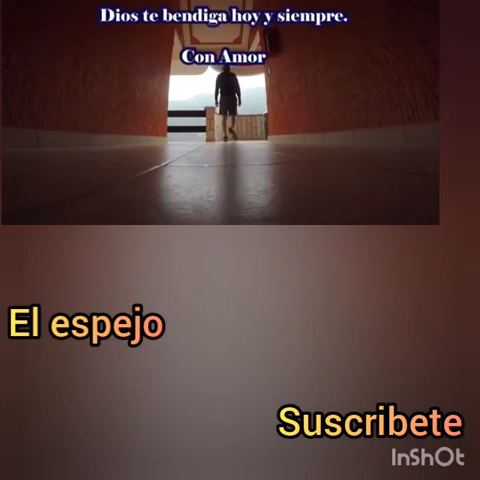 Dios te bendiga hoy y siempre.
Con Amor
El espejo
Suscribete
InShOt